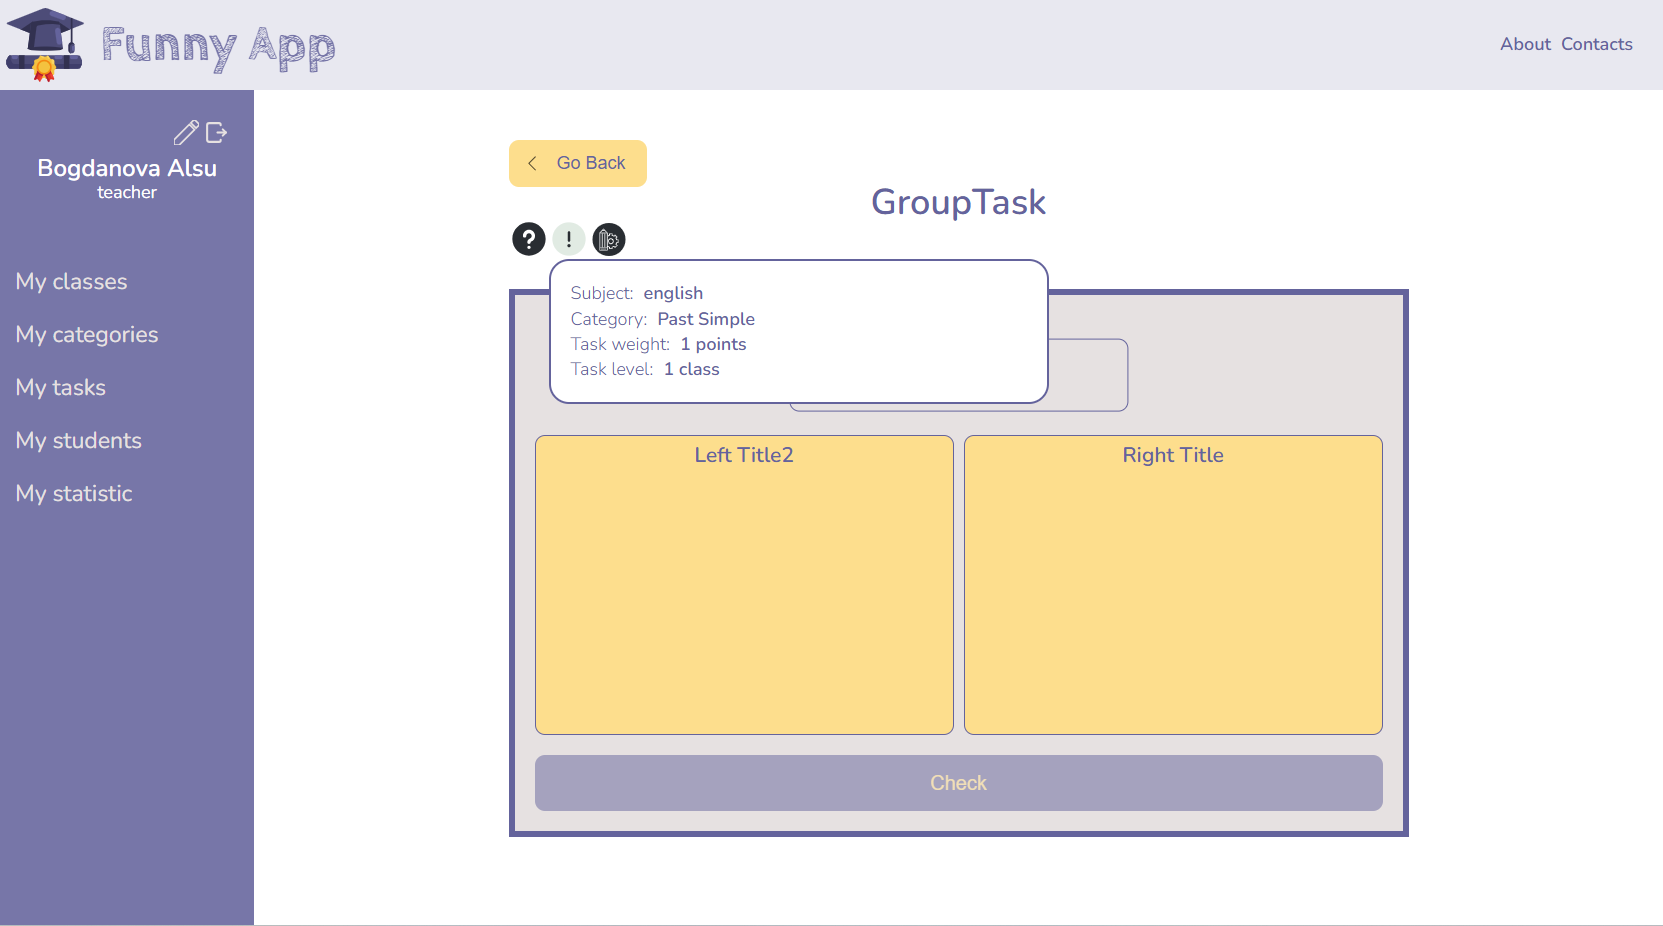 Funny App
About Contacts
Bogdanova Alsu
teacher
My classes
My categories
My tasks
My students
My statistic
Go Back
GroupTask
Subject: english
Category: Past Simple
Task weight: 1 points
Task level: 1 class
Left Title2
Right Title
Check